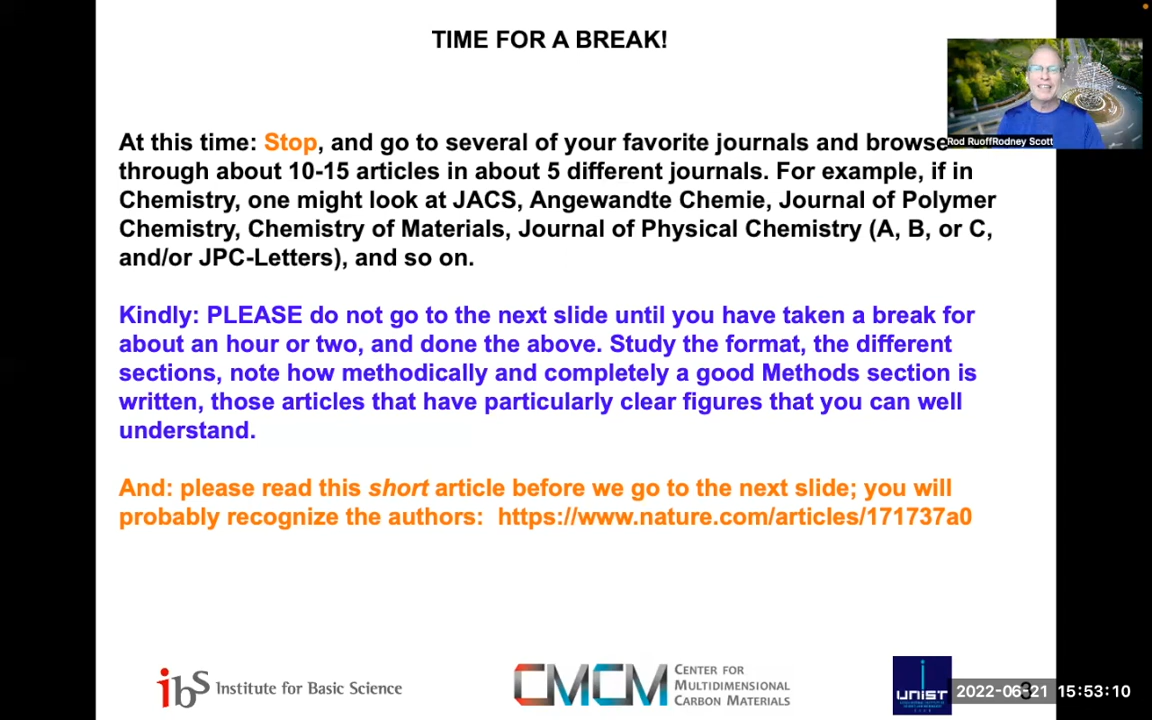 TIME FOR A BREAK!
At this time: Stop, and go to several of your favorite journals and browse
through about 10-15 articles in about 5 different journals. For example, if in
Chemistry, one might look at JACS, Angewandte Chemie, Journal of Polymer
Chemistry, Chemistry of Materials, Journal of Physical Chemistry (A, B, or C,
and/or JPC-Letters), and so on.
Rod RuoffRodney Scott
Kindly: PLEASE do not go to the next slide until you have taken a break for
about an hour or two, and done the above. Study the format, the different
sections, note how methodically and completely a good Methods section is
written, those articles that have particularly clear figures that you can well
understand.
And: please read this short article before we go to the next slide; you will
probably recognize the authors: https://www.nature.com/articles/171737a0
ibs Institute for Basic Science
CMCM
CENTER FOR
MULTIDIMENSIONAL
CARBON MATERIALS
UNIST
2022-06-21 15:53:10